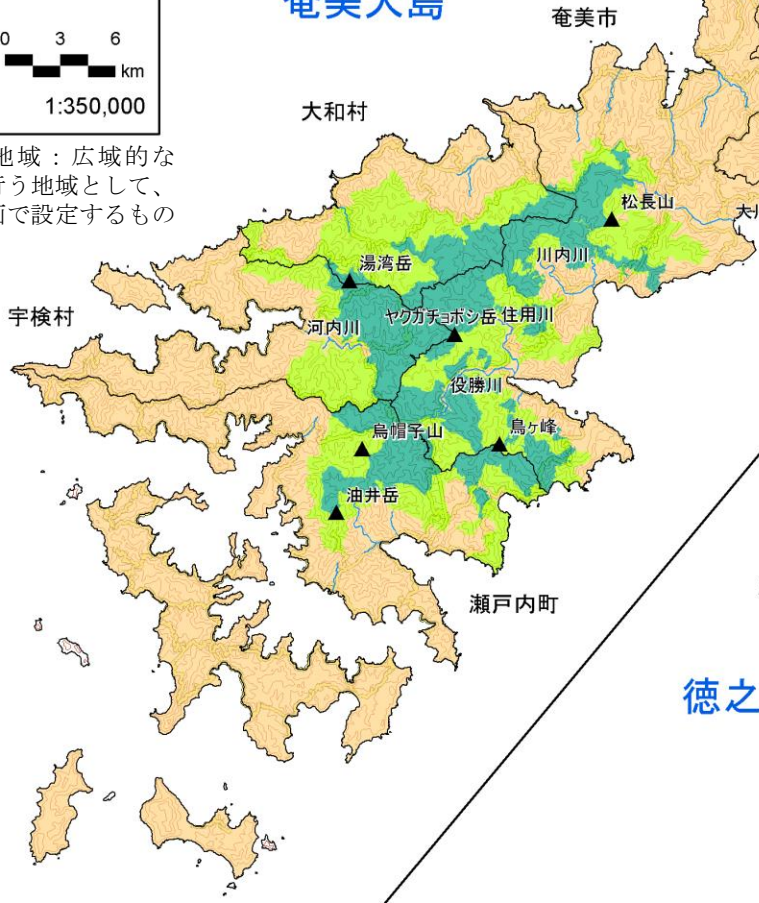 奄美大島
奄美市
0 3 6
km
1:350,000
大和村
地域：広域的な
行う地域として、
画で設定するもの
松長山
川内川
湯湾岳
宇検村
河内川
ヤクガチョボシ岳
住用川
役勝川
烏帽子山
鳥ヶ峰
油井岳
瀬戸内町
徳之